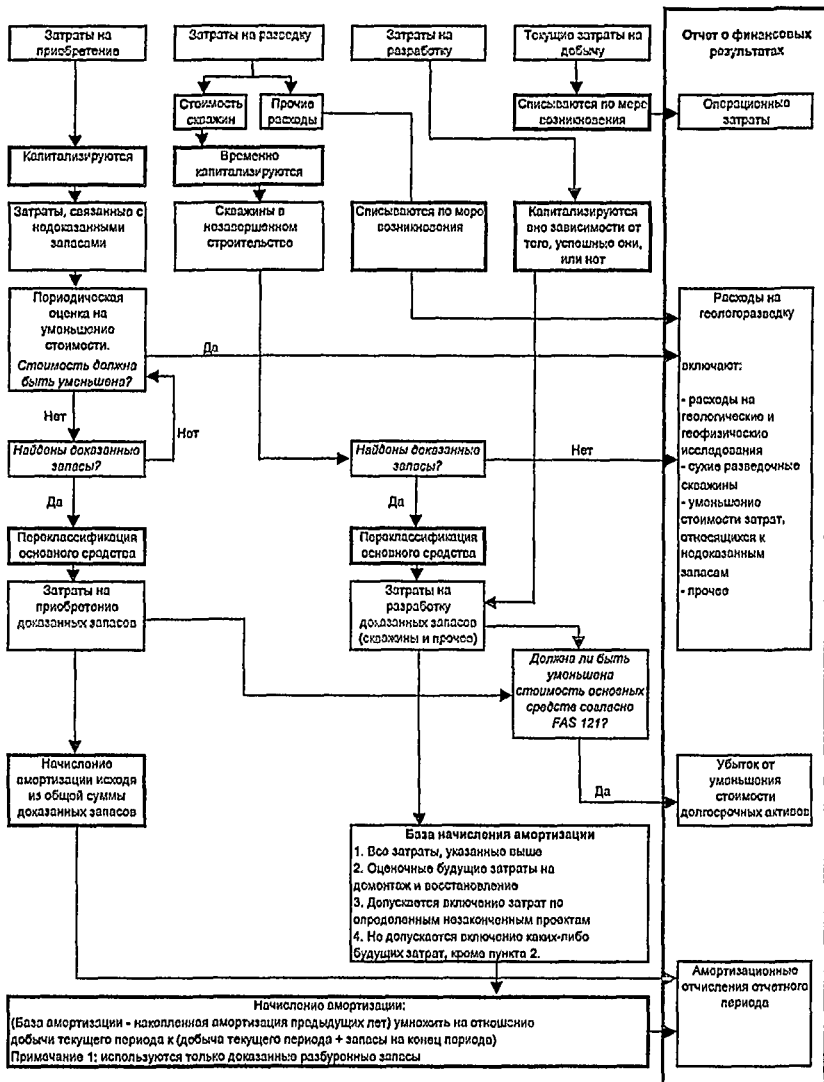 Затраты на
приобретение
Затраты на разведку
Затраты на
разработку
Текущие затраты на
добычу
Отчет о финансовых
результатах
Стоимость
скважин
Прочие
расходы
Списываются по мере
возникновения
Операционные
затраты
Капитализируются
Временно
капитализируются
Затраты, связанные с
недоказанными
запасами
Скважины в
незавершенном
строительстве
Списываются по мере
возникновения
Капитализируются
вне зависимости от
того, успешные они,
или нет
Периодическая
оценка на
уменьшение
стоимости.
Стоимость должна
быть уменьшена?
Да
Расходы на
геологоразведку
включают:
- расходы на
геологические и
геофизические
исследования
- сухие разведочные
скважины
- уменьшение
стоимости затрат,
относящихся к
недоказанным
запасам
- прочее
Нет
Нет
Найдены доказанные
запасы?
Найдены доказанные
запасы?
Нет
Да
Да
Переклассификация
основного средства
Переклассификация
основного средства
Затраты на
приобретение
доказанных запасов
Затраты на
разработку
доказанных запасов
(скважины и прочее)
Должна ли быть
уменьшена
стоимость основных
средств согласно
FAS 121?
Начисление
амортизации исходя
из общей суммы
доказанных запасов
Да
Убыток от
уменьшения
стоимости
долгосрочных активов
База начисления амортизации
1. Все затраты, указанные выше
2. Оценочные будущие затраты на
демонтаж и восстановление
3. Допускается включение затрат по
определенным незаконченным проектам
4. Не допускается включение каких-либо
будущих затрат, кроме пункта 2.
Амортизационные
отчисления отчетного
периода
Начисление амортизации:
(База амортизации - накопленная амортизация предыдущих лет) умножить на отношение
добычи текущего периода к (добыча текущего периода + запасы на конец периода)
Примечание 1: используются только доказанные разбуренные запасы